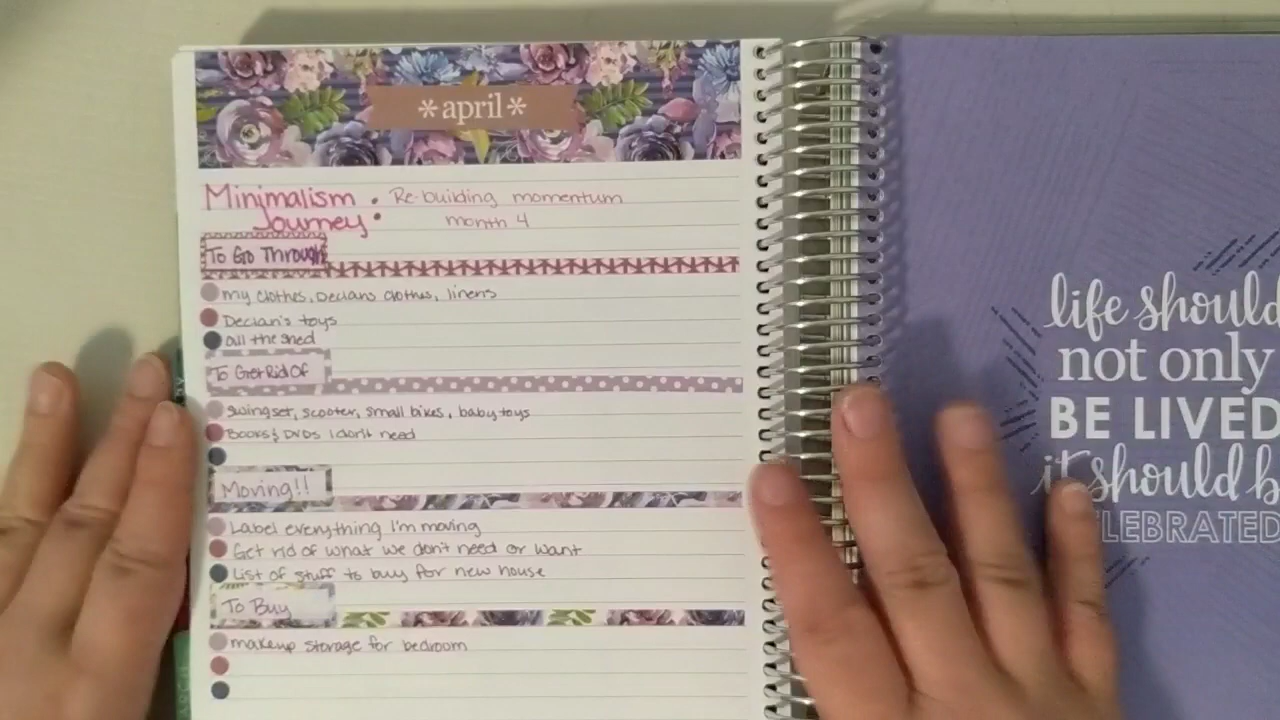 *april*
Minimalism Journey: Re-building momentum
month 4
To Go Through
my clothes, Declans clothes, linens
Declan's toys
all the shed
To Get Rid Of
swingset, scooter, small bikes, baby toys
Books & DVDs I don't need
Moving!!
Label everything I'm moving
Get rid of what we don't need or want
List of stuff to buy for new house
To Buy
makeup storage for bedroom
life should
not only
BE LIVED
it should b
LEBRATED